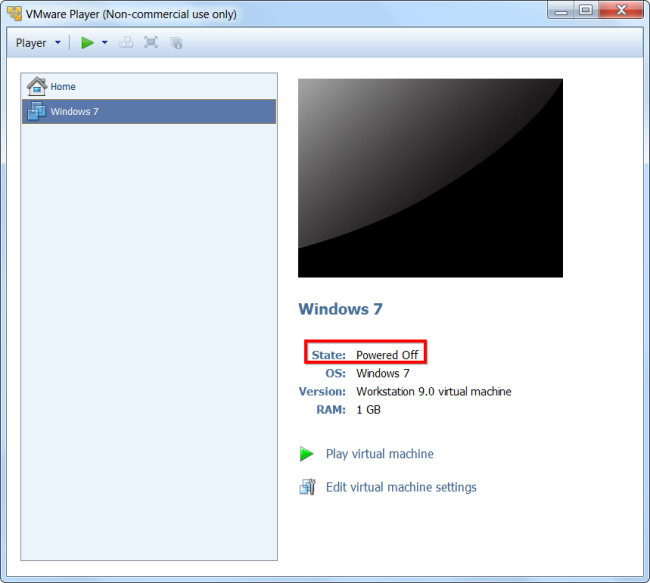 VMware Player (Non-commercial use only)
Player
Home
Windows 7
Windows 7
State: Powered Off
OS: Windows 7
Version: Workstation 9.0 virtual machine
RAM: 1 GB
Play virtual machine
Edit virtual machine settings